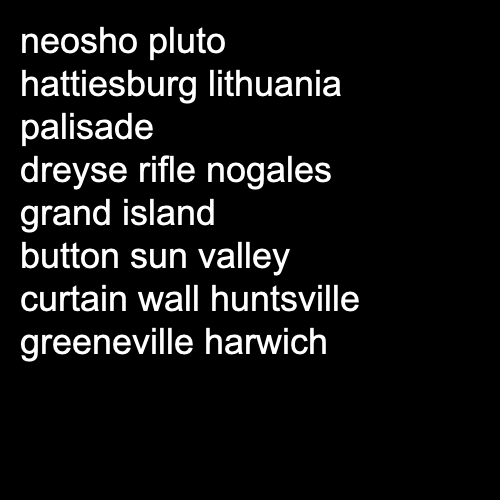 neosho pluto
hattiesburg lithuania
palisade
dreyse rifle nogales
grand island
button sun valley
curtain wall huntsville
greeneville harwich